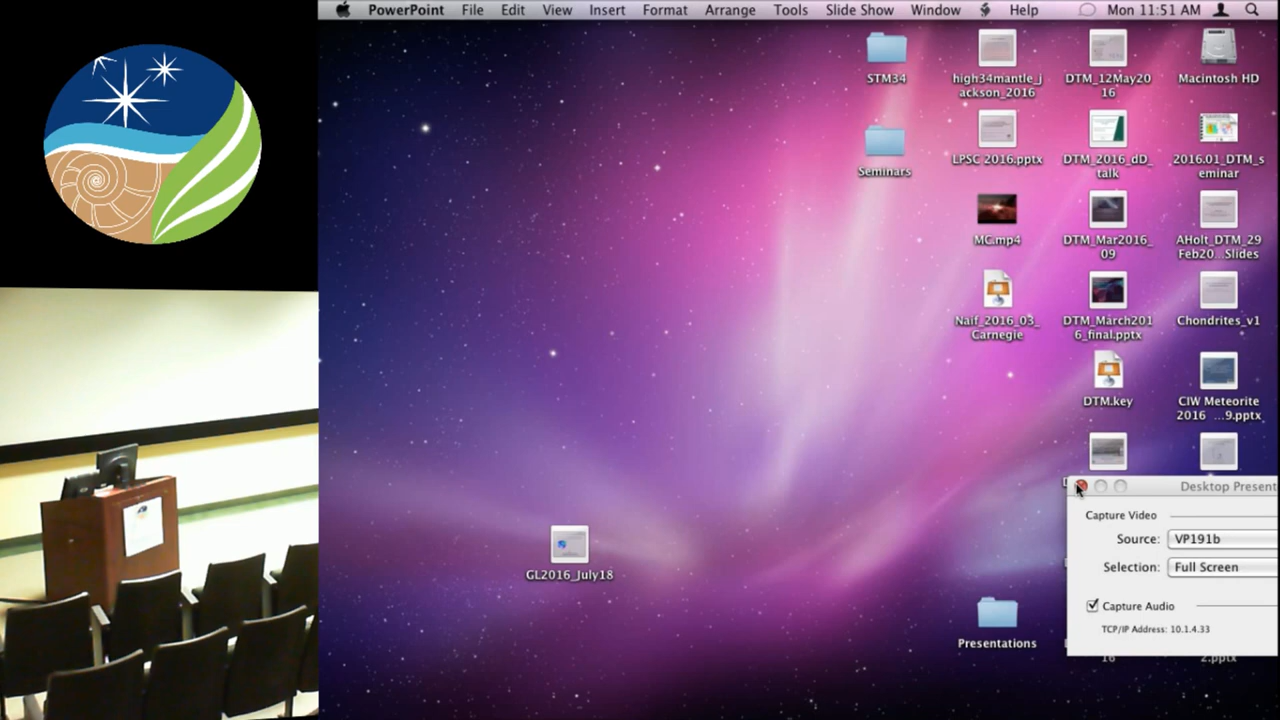 PowerPoint File Edit View Insert Format Arrange Tools Slide Show Window Help Mon 11:51 AM
STM34
high34mantle_j
ackson_2016
DTM_12May20
16
Macintosh HD
Seminars
LPSC 2016.pptx
DTM_2016_dD_
talk
2016.01_DTM_s
eminar
MC.mp4
DTM_Mar2016_
09
AHolt_DTM_29
Feb20...Slides
Naif_2016_03_
Carnegie
DTM_March201
6_final.pptx
Chondrites_v1
DTM.key
CIW Meteorite
2016 ...9.pptx
Desktop Present
Capture Video
Source: VP191b
Selection: Full Screen
Capture Audio
TCP/IP Address: 10.1.4.33
GL2016_July18
Presentations
16
2.pptx